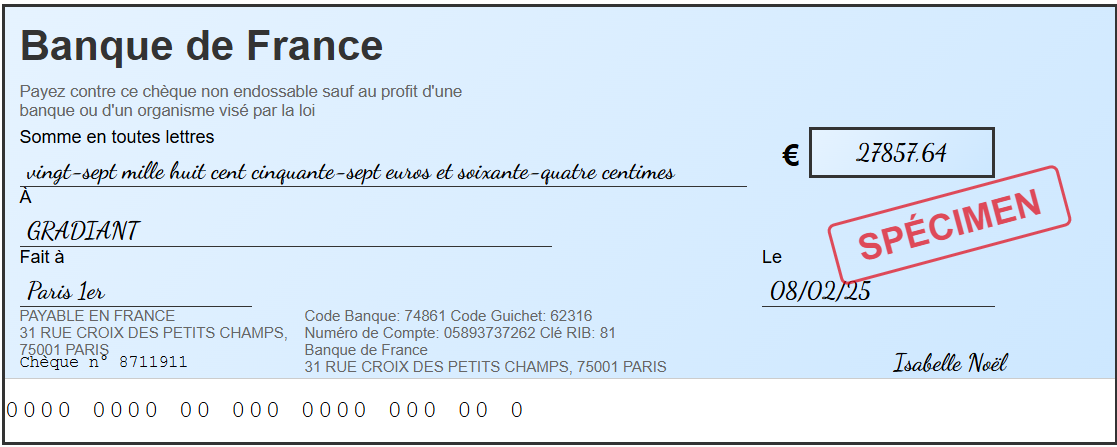 Banque de France
Payez contre ce chèque non endossable sauf au profit d'une
banque ou d'un organisme visé par la loi
Somme en toutes lettres
vingt-sept mille huit cent cinquante-sept euros et soixante-quatre centimes
€ 27857.64
À
GRADIANT
SPÉCIMEN
Fait à
Le
Paris 1er
08/02/25
PAYABLE EN FRANCE
31 RUE CROIX DES PETITS CHAMPS,
75001 PARIS
Chèque n° 8711911
Code Banque: 74861 Code Guichet: 62316
Numéro de Compte: 05893737262 Clé RIB: 81
Banque de France
31 RUE CROIX DES PETITS CHAMPS, 75001 PARIS
Isabelle Noël
0000 0000 00 000 0000 000 00 0